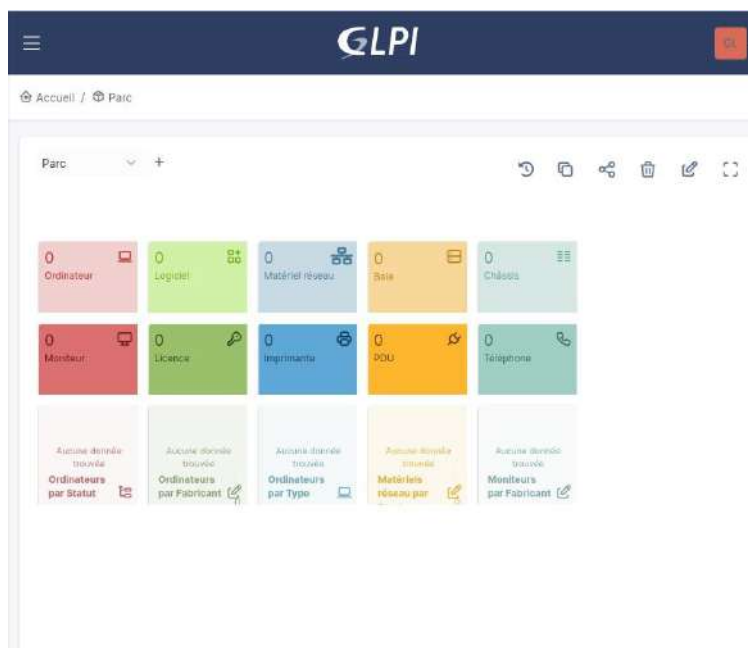 GLPI
GL
Accueil / Parc
Parc
0
Ordinateur
0
Logiciel
0
Matériel réseau
0
Baie
0
Châssis
0
Moniteur
0
Licence
0
Imprimante
0
PDU
0
Téléphone
Aucune donnée
trouvée
Ordinateurs
par Statut
Aucune donnée
trouvée
Ordinateurs
par Fabricant
Aucune donnée
trouvée
Ordinateurs
par Type
Aucune donnée
trouvée
Matériels
réseau par
Aucune donnée
trouvée
Moniteurs
par Fabricant